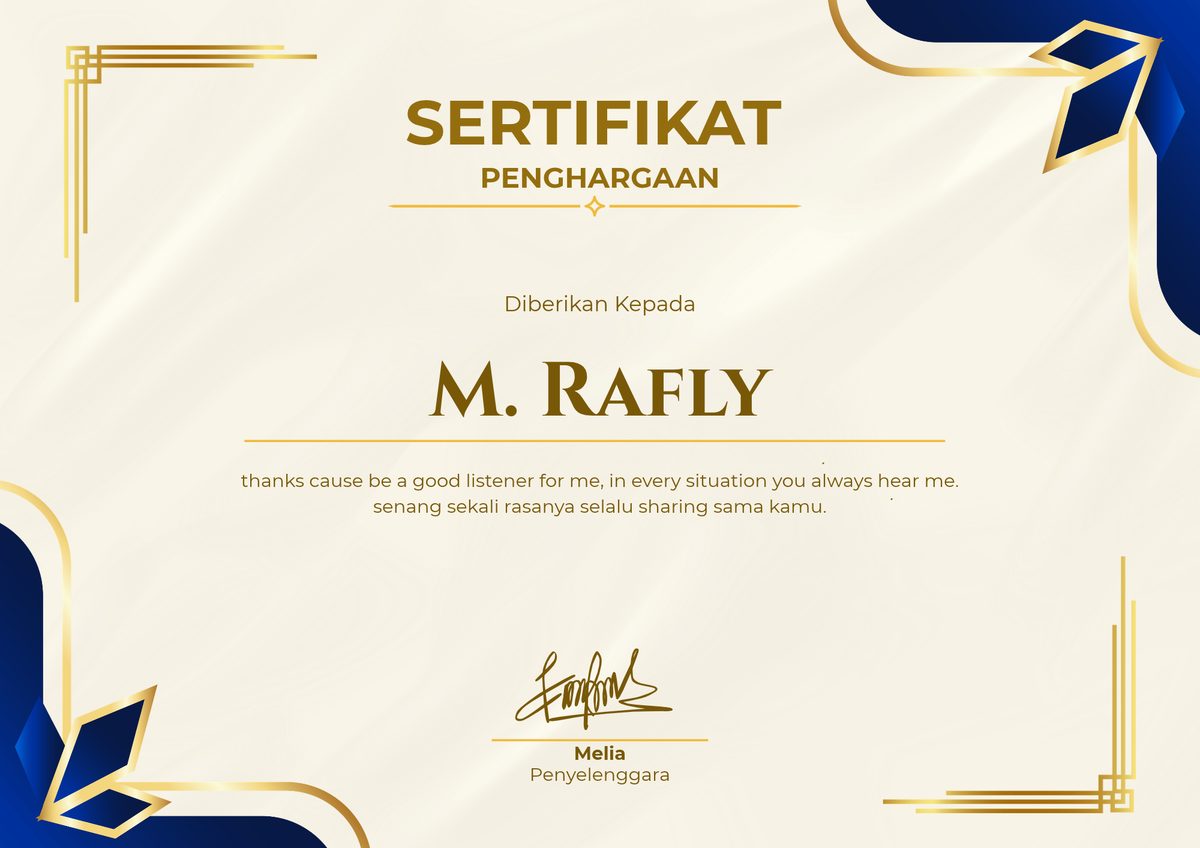 SERTIFIKAT
PENGHARGAAN
Diberikan Kepada
M. Rafly
thanks cause be a good listener for me, in every situation you always hear me.
senang sekali rasanya selalu sharing sama kamu.
Melia
Penyelenggara